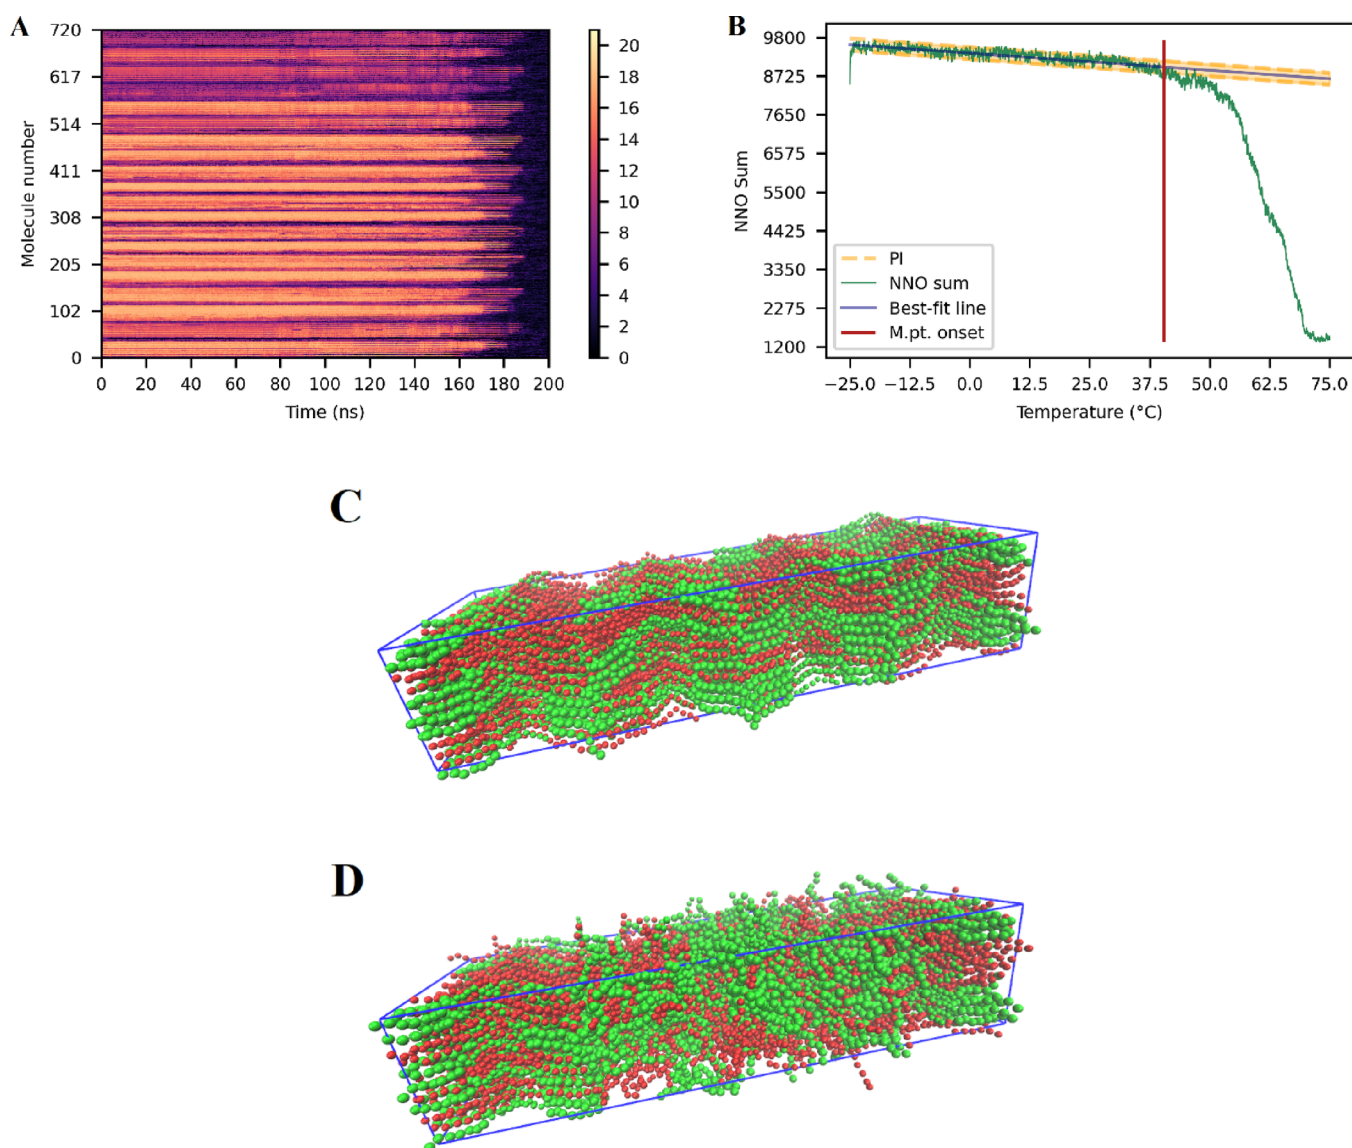 A
720
617
514
411
308
205
102
0
Molecule number
0 20 40 60 80 100 120 140 160 180 200
Time (ns)
20
18
16
14
12
10
8
6
4
2
0
B
9800
8725
7650
6575
5500
4425
3350
2275
1200
NNO Sum
PI
NNO sum
Best-fit line
M.pt. onset
−25.0 −12.5 0.0 12.5 25.0 37.5 50.0 62.5 75.0
Temperature (°C)
C
D